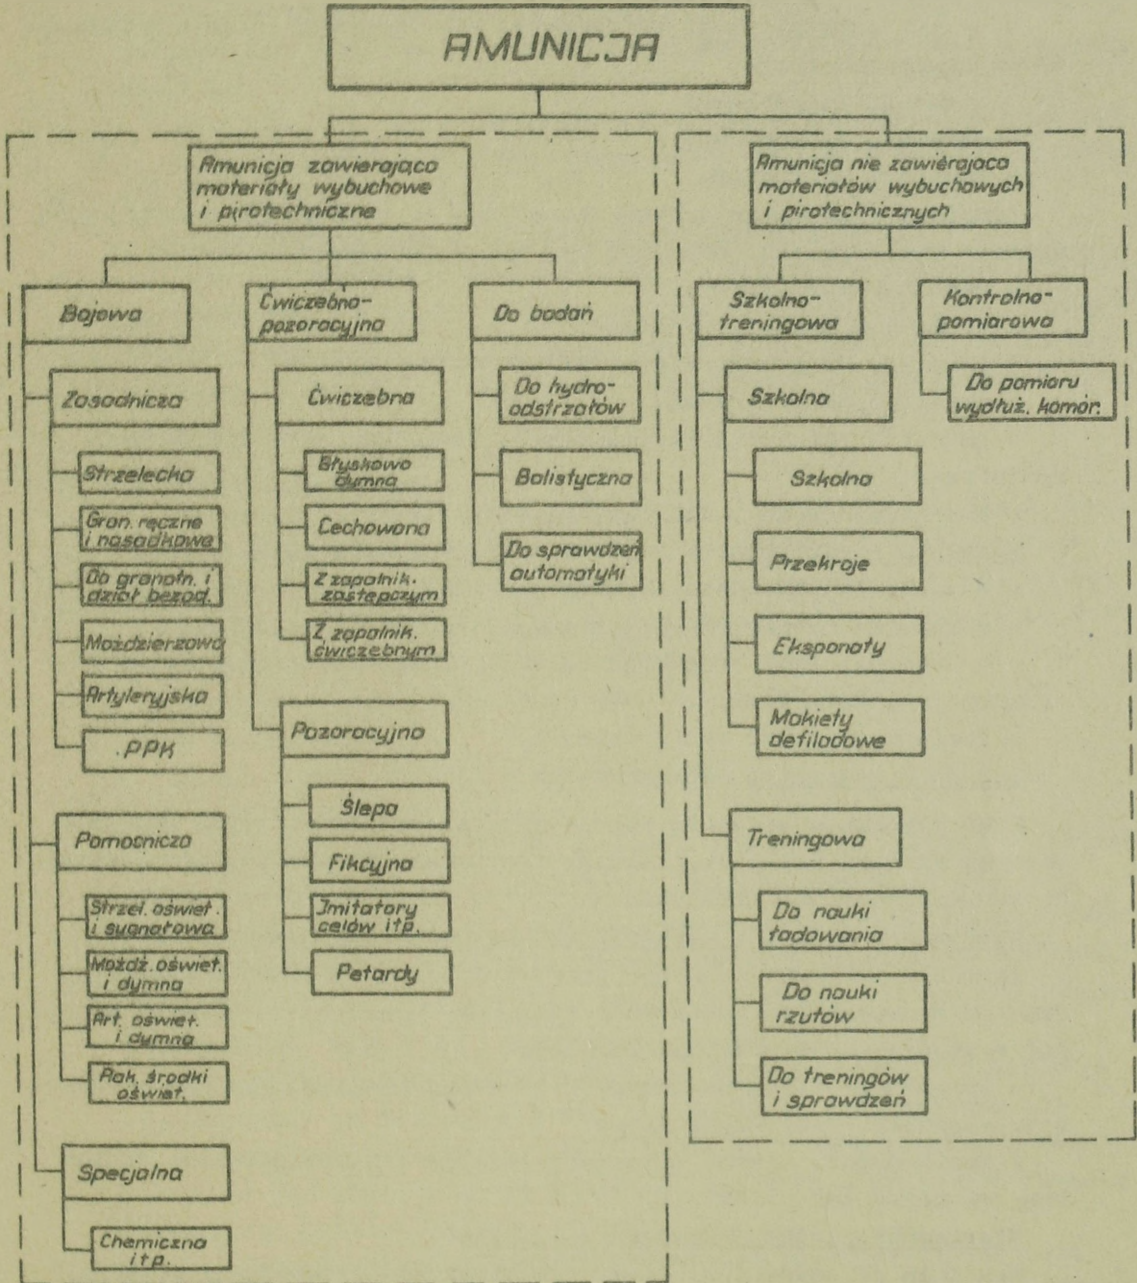 AMUNICJA
Amunicja zawierająca
materiały wybuchowe
i pirotechniczne
Bojowa
Zasadnicza
Strzelecka
Gran. ręczne
i nasadkowe
Do granatn. i
dział bezod.
Moździerzowa
Artyleryjska
PPK
Pomocnicza
Strzel. oświet.
i sygnałowa
Moźdź. oświet.
i dymna
Art. oświet.
i dymna
Rak. środki
oświet.
Specjalna
Chemiczna
itp.
Ćwiczebno-
pozoracyjna
Ćwiczebna
Błyskowo
dymna
Cechowana
Z zapalnik.
zastępczym
Z zapalnik.
ćwiczebnym
Pozoracyjna
Ślepa
Fikcyjna
Imitatory
celów itp.
Petardy
Do badań
Do hydro-
odstrzałów
Balistyczna
Do sprawdzeń
automatyki
Amunicja nie zawierająca
materiałów wybuchowych
i pirotechnicznych
Szkolno-
treningowa
Szkolna
Szkolna
Przekroje
Eksponaty
Makiety
defiladowe
Treningowa
Do nauki
ładowania
Do nauki
rzutów
Do treningów
i sprawdzeń
Kontrolno-
pomiarowa
Do pomiaru
wydłuż. komór.